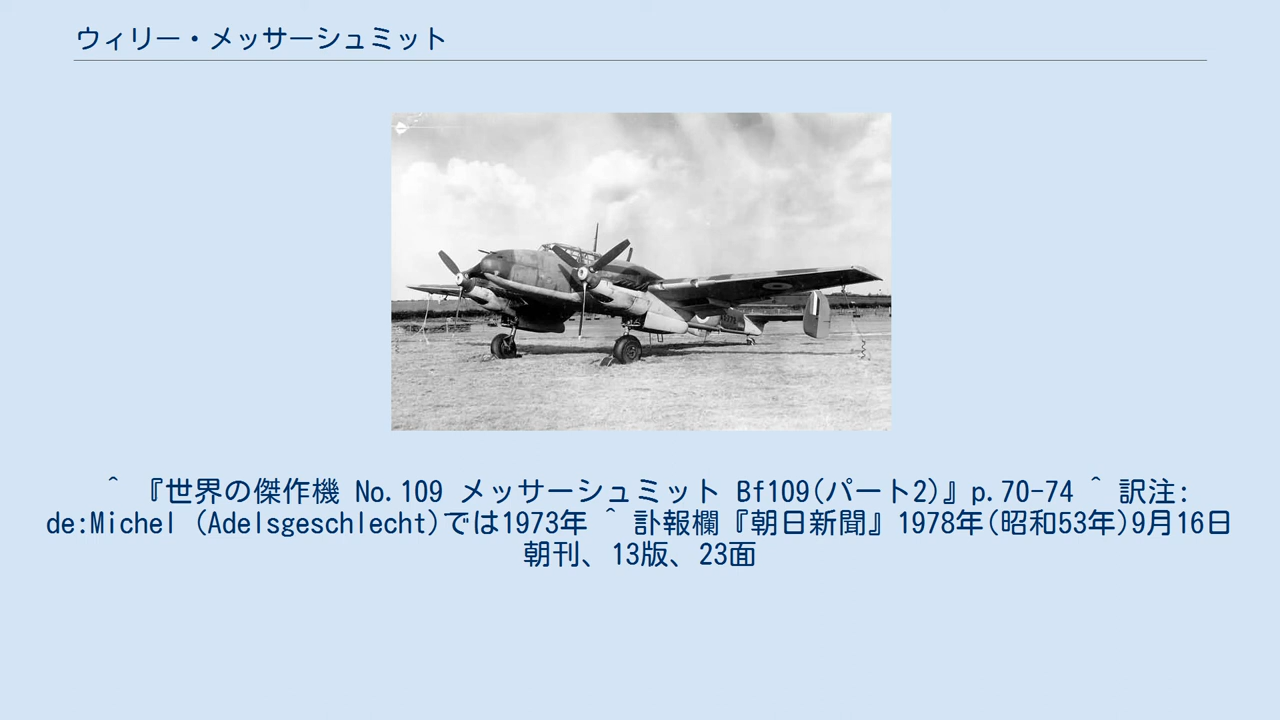 ウィリー・メッサーシュミット
^ 『世界の傑作機 No.109 メッサーシュミット Bf109(パート2)』p.70-74 ^ 訳注:
de:Michel (Adelsgeschlecht)では1973年 ^ 訃報欄『朝日新聞』1978年(昭和53年)9月16日
朝刊、13版、23面